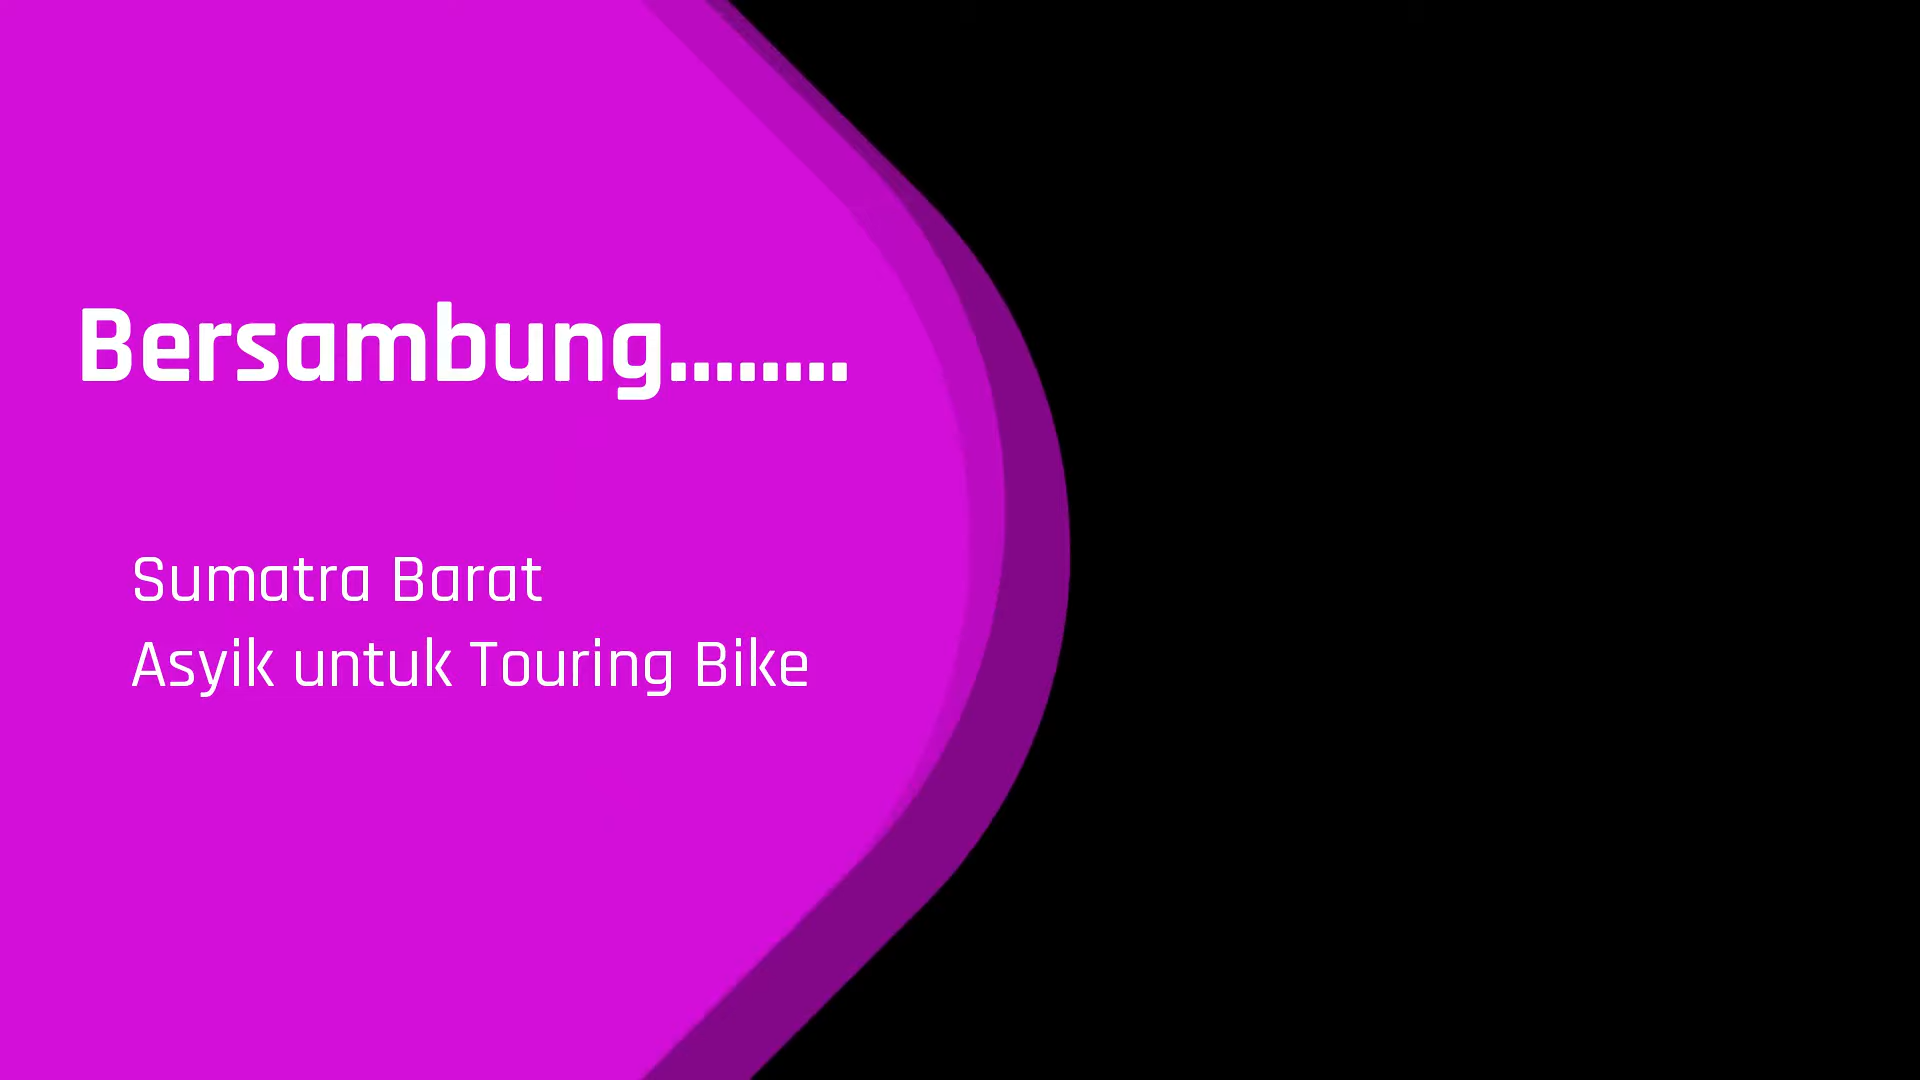 Bersambung........
Sumatra Barat
Asyik untuk Touring Bike